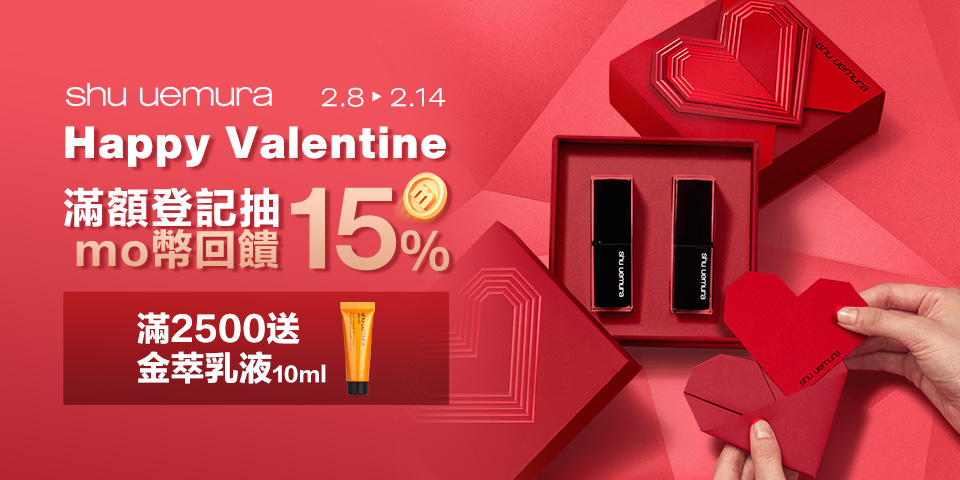 shu uemura 2.8 ▶ 2.14
Happy Valentine
滿額登記抽
mo幣回饋
15%
m
滿2500送
金萃乳液10ml
shu uemura
shu uemura
shu uemura
shu uemura
shu uemura